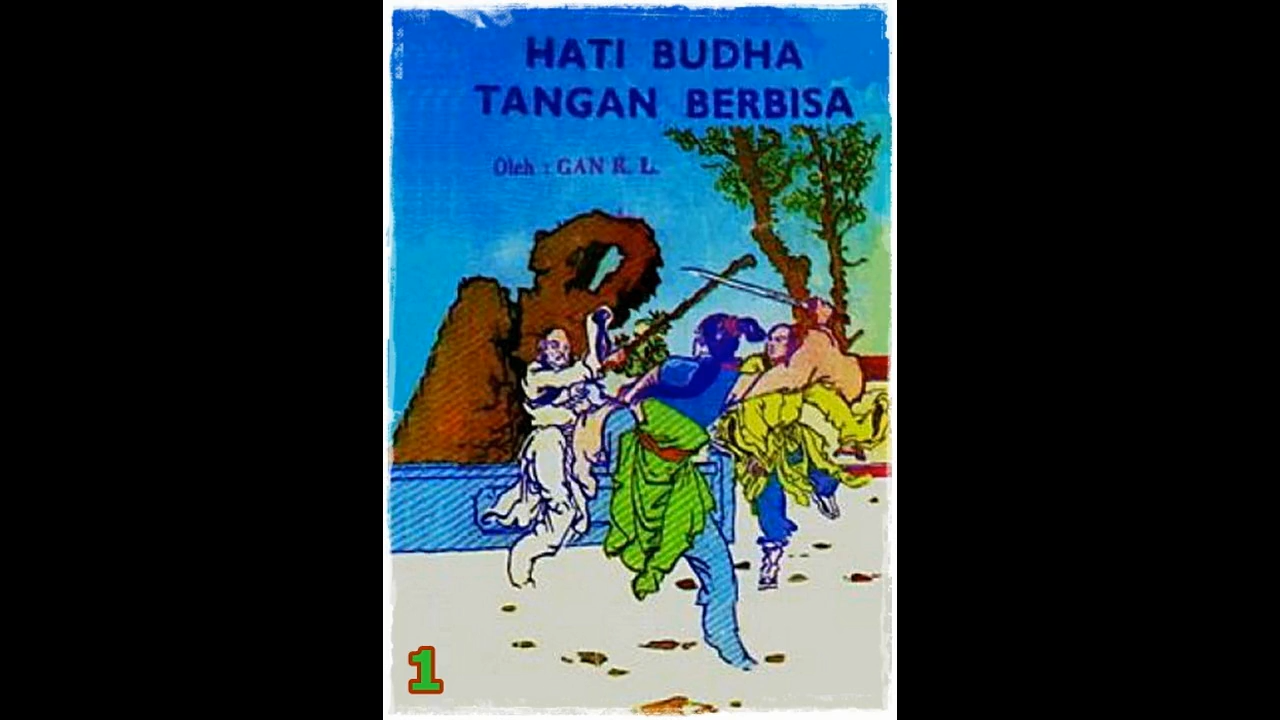 HATI BUDHA
TANGAN BERBISA
Oleh : GAN K. L.
1